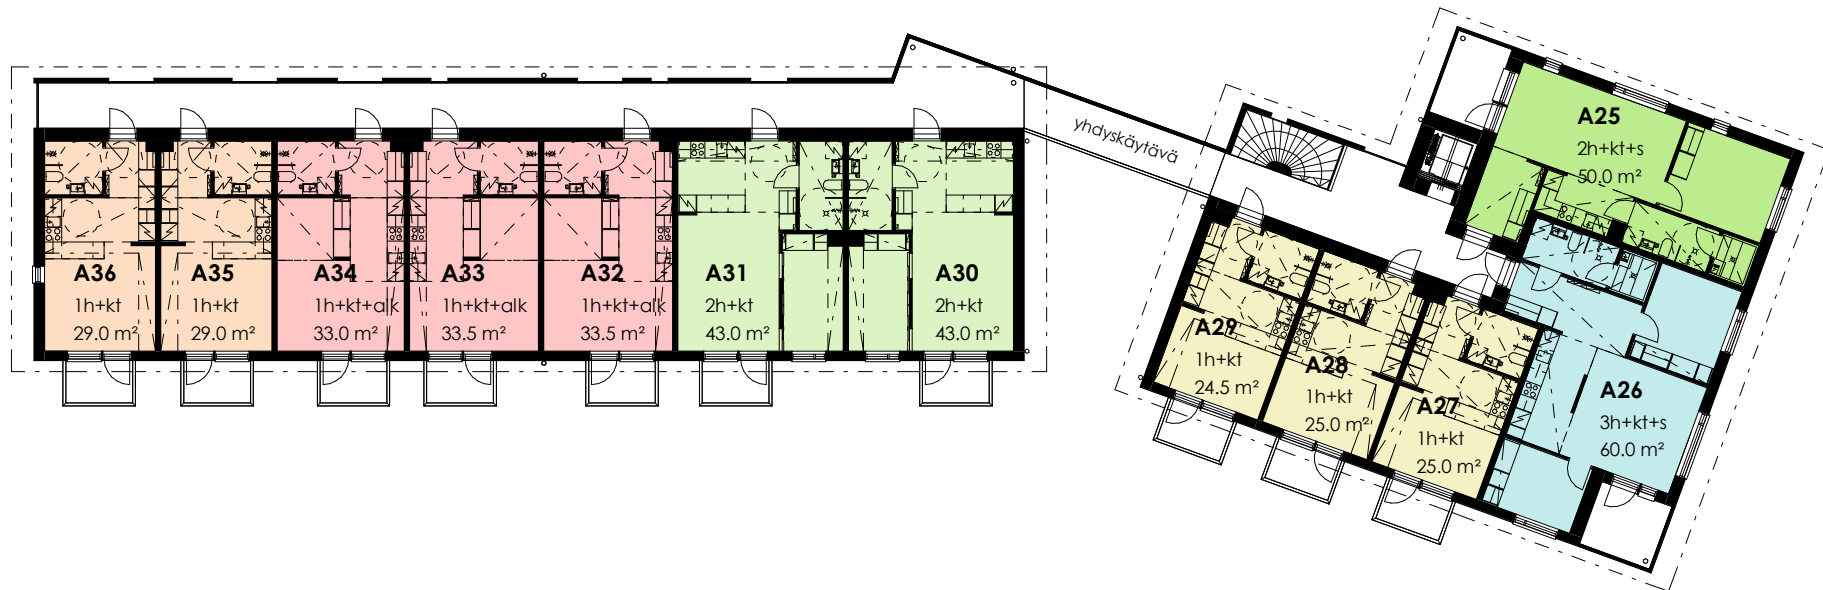 A36
1h+kt
29.0 m²
A35
1h+kt
29.0 m²
A34
1h+kt+alk
33.0 m²
A33
1h+kt+alk
33.5 m²
A32
1h+kt+alk
33.5 m²
A31
2h+kt
43.0 m²
A30
2h+kt
43.0 m²
yhdyskäytävä
A25
2h+kt+s
50.0 m²
A29
1h+kt
24.5 m²
A28
1h+kt
25.0 m²
A27
1h+kt
25.0 m²
A26
3h+kt+s
60.0 m²